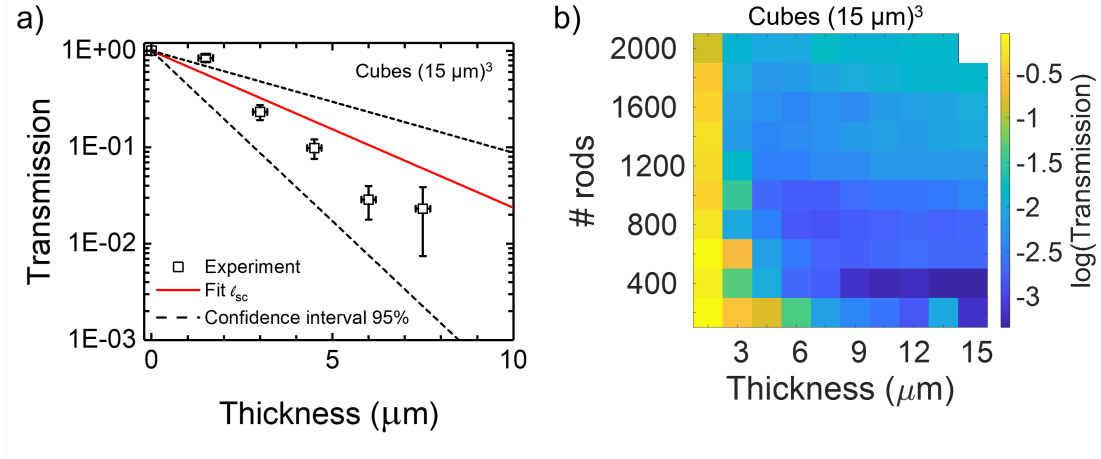 a)
Transmission
1E+00
1E-01
1E-02
1E-03
Cubes (15 µm)³
Experiment
Fit ℓsc
Confidence interval 95%
0
5
10
Thickness (µm)
b)
Cubes (15 µm)³
# rods
2000
1600
1200
800
400
3
6
9
12
15
Thickness (µm)
-0.5
-1
-1.5
-2
-2.5
-3
log(Transmission)